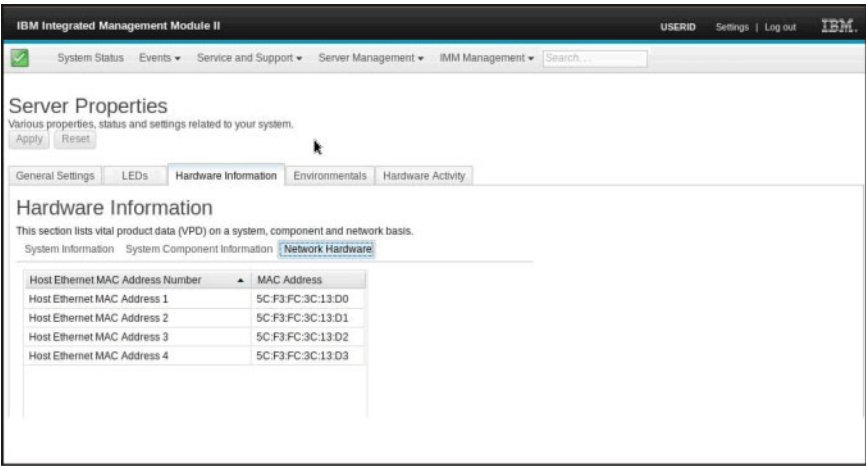 IBM Integrated Management Module II USERID Settings | Log out IBM.
System Status Events Service and Support Server Management IMM Management Search...
Server Properties
Various properties, status and settings related to your system.
Apply Reset
General Settings LEDs Hardware Information Environmentals Hardware Activity
Hardware Information
This section lists vital product data (VPD) on a system, component and network basis.
System Information System Component Information Network Hardware
Host Ethernet MAC Address Number MAC Address
Host Ethernet MAC Address 1 5C:F3:FC:3C:13:D0
Host Ethernet MAC Address 2 5C:F3:FC:3C:13:D1
Host Ethernet MAC Address 3 5C:F3:FC:3C:13:D2
Host Ethernet MAC Address 4 5C:F3:FC:3C:13:D3